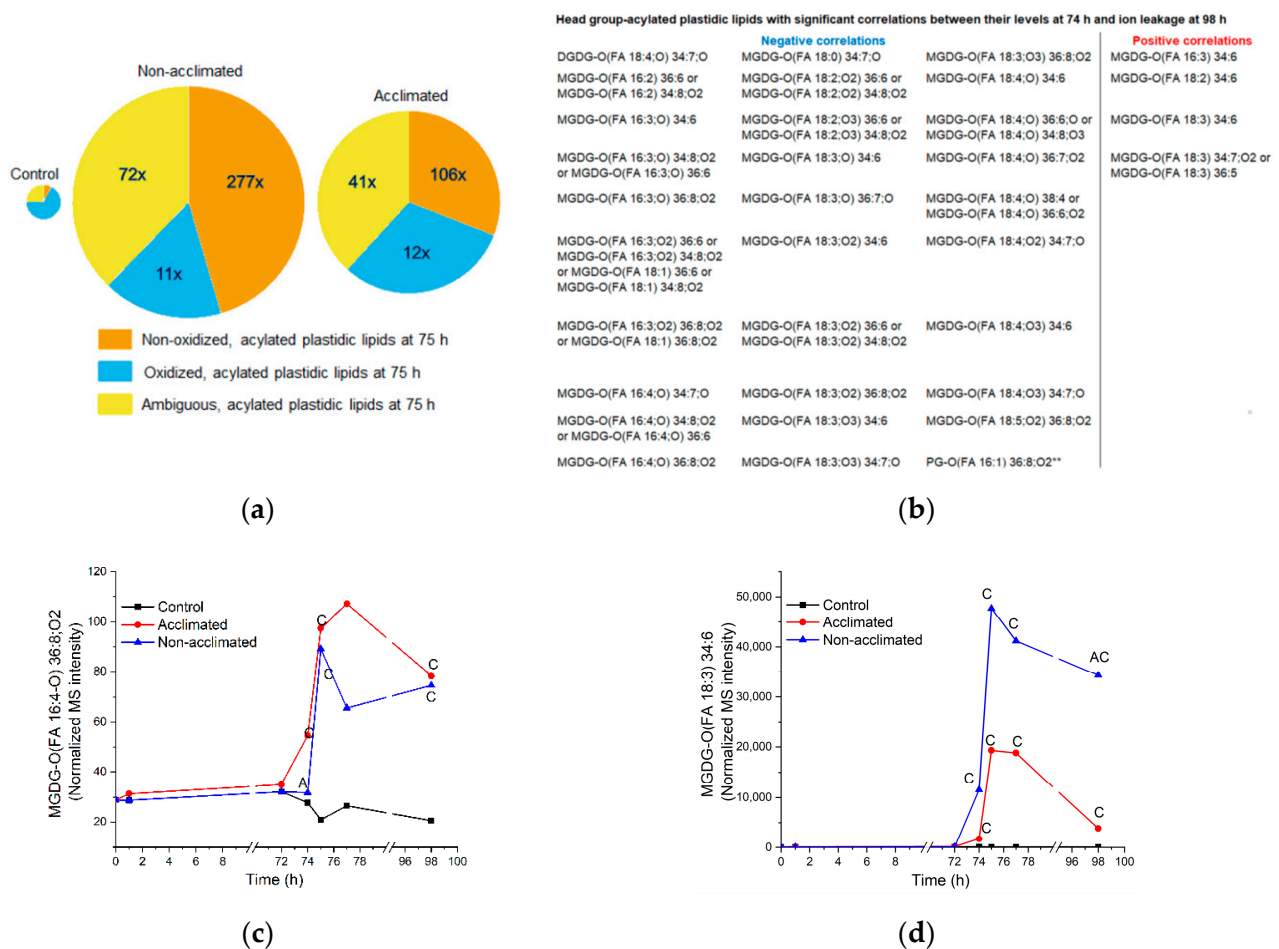 Non-acclimated
Acclimated
Control
72x
277x
11x
41x
106x
12x
Non-oxidized, acylated plastidic lipids at 75 h
Oxidized, acylated plastidic lipids at 75 h
Ambiguous, acylated plastidic lipids at 75 h
(a)
Head group-acylated plastidic lipids with significant correlations between their levels at 74 h and ion leakage at 98 h
Negative correlations
Positive correlations
DGDG-O(FA 18:4;O) 34:7;O
MGDG-O(FA 18:0) 34:7;O
MGDG-O(FA 18:3;O3) 36:8;O2
MGDG-O(FA 16:3) 34:6
MGDG-O(FA 16:2) 36:6 or
MGDG-O(FA 16:2) 34:8;O2
MGDG-O(FA 18:2;O2) 36:6 or
MGDG-O(FA 18:2;O2) 34:8;O2
MGDG-O(FA 18:4;O) 34:6
MGDG-O(FA 18:2) 34:6
MGDG-O(FA 16:3;O) 34:6
MGDG-O(FA 18:2;O3) 36:6 or
MGDG-O(FA 18:2;O3) 34:8;O2
MGDG-O(FA 18:4;O) 36:6;O or
MGDG-O(FA 18:4;O) 34:8;O3
MGDG-O(FA 18:3) 34:6
MGDG-O(FA 16:3;O) 34:8;O2
or MGDG-O(FA 16:3;O) 36:6
MGDG-O(FA 18:3;O) 34:6
MGDG-O(FA 18:4;O) 36:7;O2
MGDG-O(FA 18:3) 34:7;O2 or
MGDG-O(FA 18:3) 36:5
MGDG-O(FA 16:3;O) 36:8;O2
MGDG-O(FA 18:3;O) 36:7;O
MGDG-O(FA 18:4;O) 38:4 or
MGDG-O(FA 18:4;O) 36:6;O2
MGDG-O(FA 16:3;O2) 36:6 or
MGDG-O(FA 16:3;O2) 34:8;O2
or MGDG-O(FA 18:1) 36:6 or
MGDG-O(FA 18:1) 34:8;O2
MGDG-O(FA 18:3;O2) 34:6
MGDG-O(FA 18:4;O2) 34:7;O
MGDG-O(FA 16:3;O2) 36:8;O2
or MGDG-O(FA 18:1) 36:8;O2
MGDG-O(FA 18:3;O2) 36:6 or
MGDG-O(FA 18:3;O2) 34:8;O2
MGDG-O(FA 18:4;O3) 34:6
MGDG-O(FA 16:4;O) 34:7;O
MGDG-O(FA 18:3;O2) 36:8;O2
MGDG-O(FA 18:4;O3) 34:7;O
MGDG-O(FA 16:4;O) 34:8;O2
or MGDG-O(FA 16:4;O) 36:6
MGDG-O(FA 18:3;O3) 34:6
MGDG-O(FA 18:5;O2) 36:8;O2
MGDG-O(FA 16:4;O) 36:8;O2
MGDG-O(FA 18:3;O3) 34:7;O
PG-O(FA 16:1) 36:8;O2**
(b)
MGDG-O(FA 16:4-O) 36:8;O2
(Normalized MS intensity)
120
100
80
60
40
20
Control
Acclimated
Non-acclimated
C
C
C
A
C
C
0 2 4 6 8 72 74 76 78 96 98 100
Time (h)
(c)
MGDG-O(FA 18:3) 34:6
(Normalized MS intensity)
50,000
40,000
30,000
20,000
10,000
0
Control
Acclimated
Non-acclimated
C
C
AC
C
C
C
C
C
0 2 4 6 8 72 74 76 78 96 98 100
Time (h)
(d)